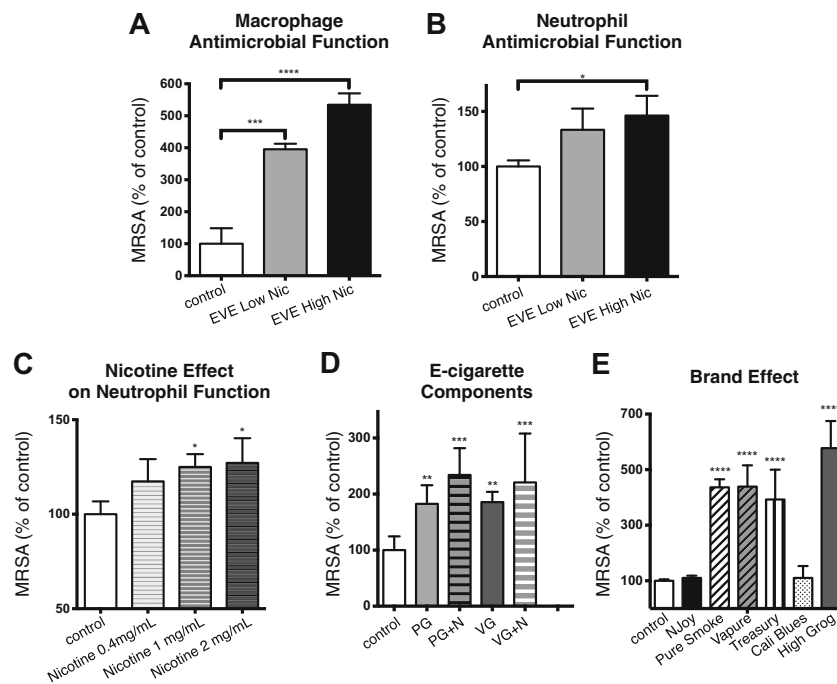 A
Macrophage
Antimicrobial Function
MRSA (% of control)
600
500
400
300
200
100
0
****
***
control
EVE Low Nic
EVE High Nic
B
Neutrophil
Antimicrobial Function
MRSA (% of control)
150
100
50
0
*
control
EVE Low Nic
EVE High Nic
C
Nicotine Effect
on Neutrophil Function
MRSA (% of control)
150
100
50
*
*
control
Nicotine 0.4mg/mL
Nicotine 1 mg/mL
Nicotine 2 mg/mL
D
E-cigarette
Components
MRSA (% of control)
300
200
100
0
**
***
**
***
control
PG
PG+N
VG
VG+N
E
Brand Effect
MRSA (% of control)
700
500
300
100
****
****
****
****
control
NJoy
Pure Smoke
Vapure
Treasury
Cali Blues
High Grog